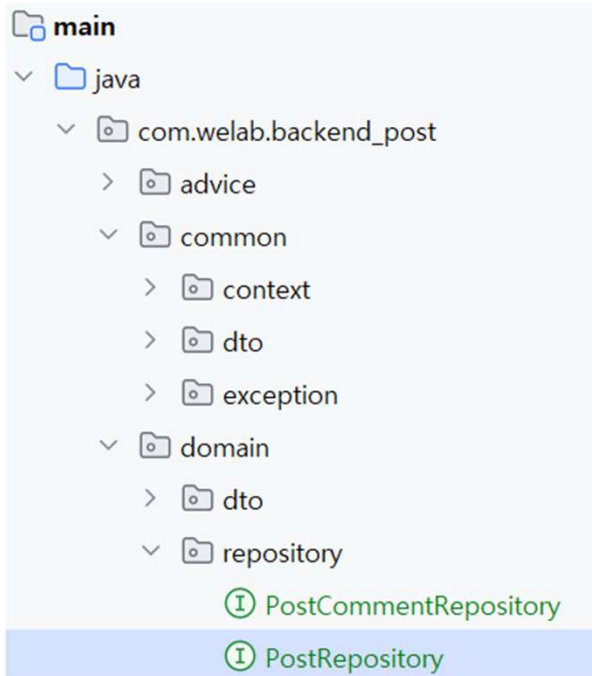 main
java
com.welab.backend_post
advice
common
context
dto
exception
domain
dto
repository
PostCommentRepository
PostRepository